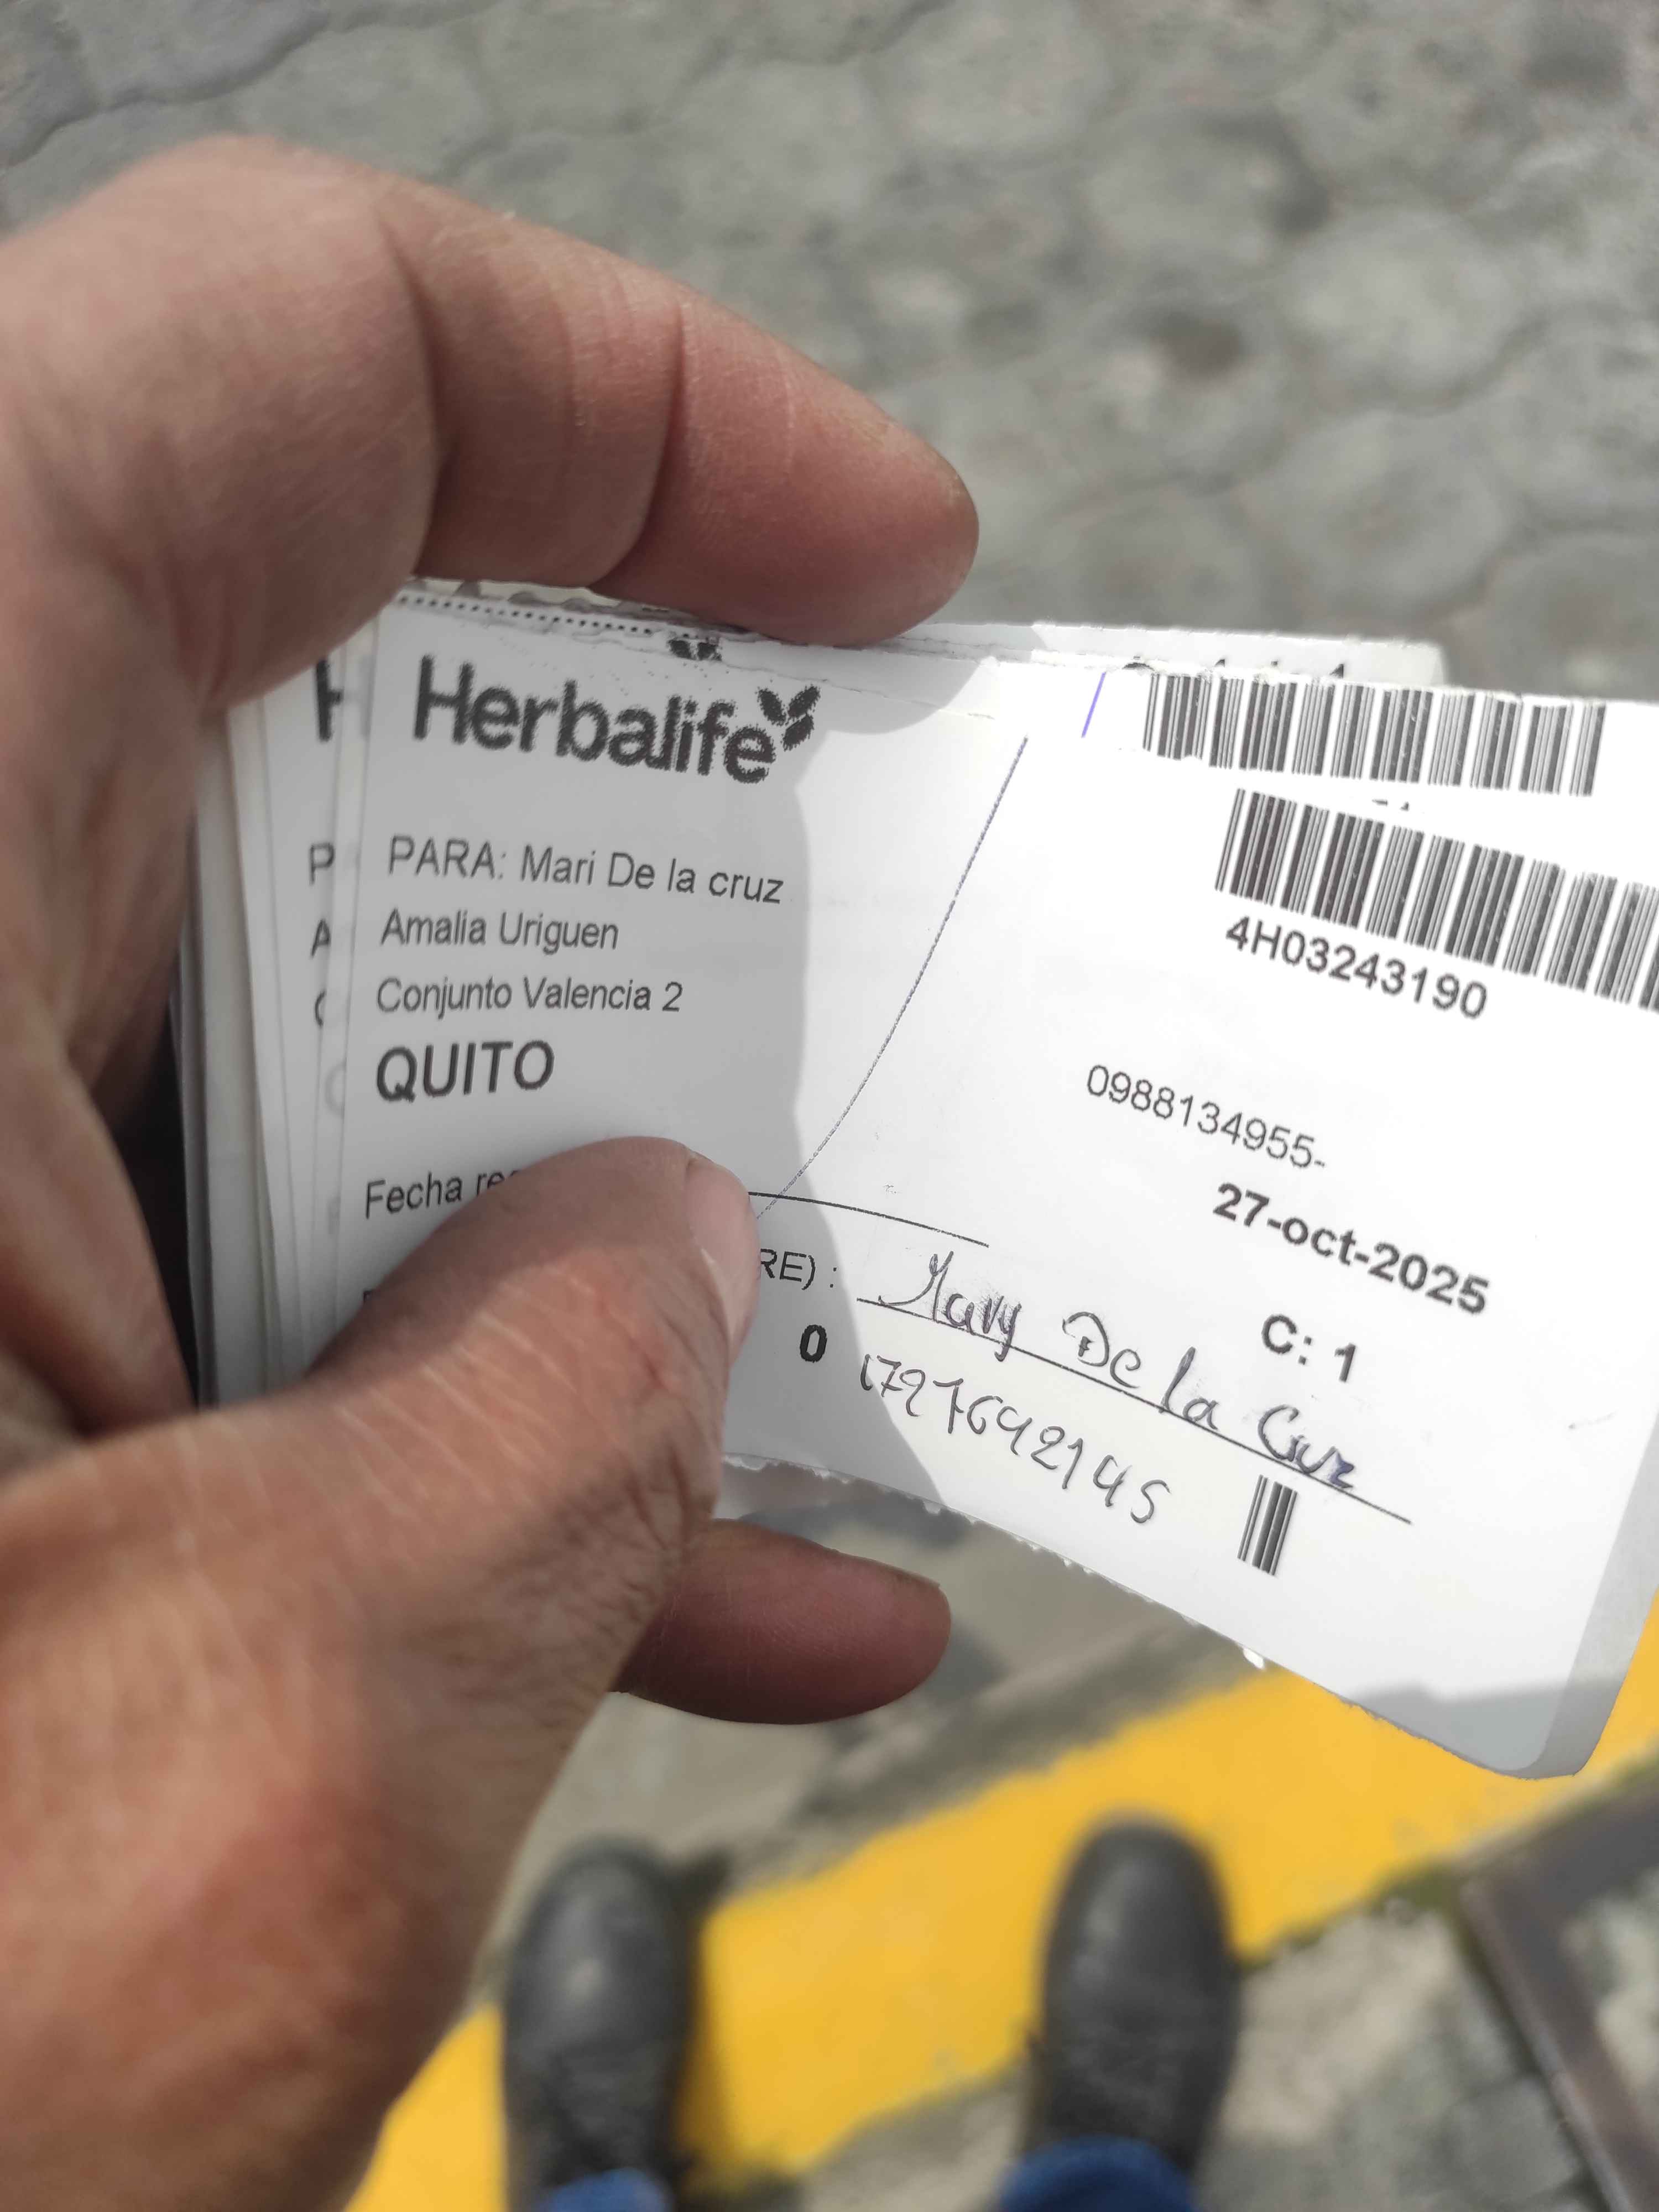 Herbalife
PARA: Mari De la cruz
Amalia Uriguen
Conjunto Valencia 2
QUITO
4H03243190
0988134955-
27-oct-2025
C: 1
Fecha
RE) : Mary De la Cruz
0 1727642145
H
P
A